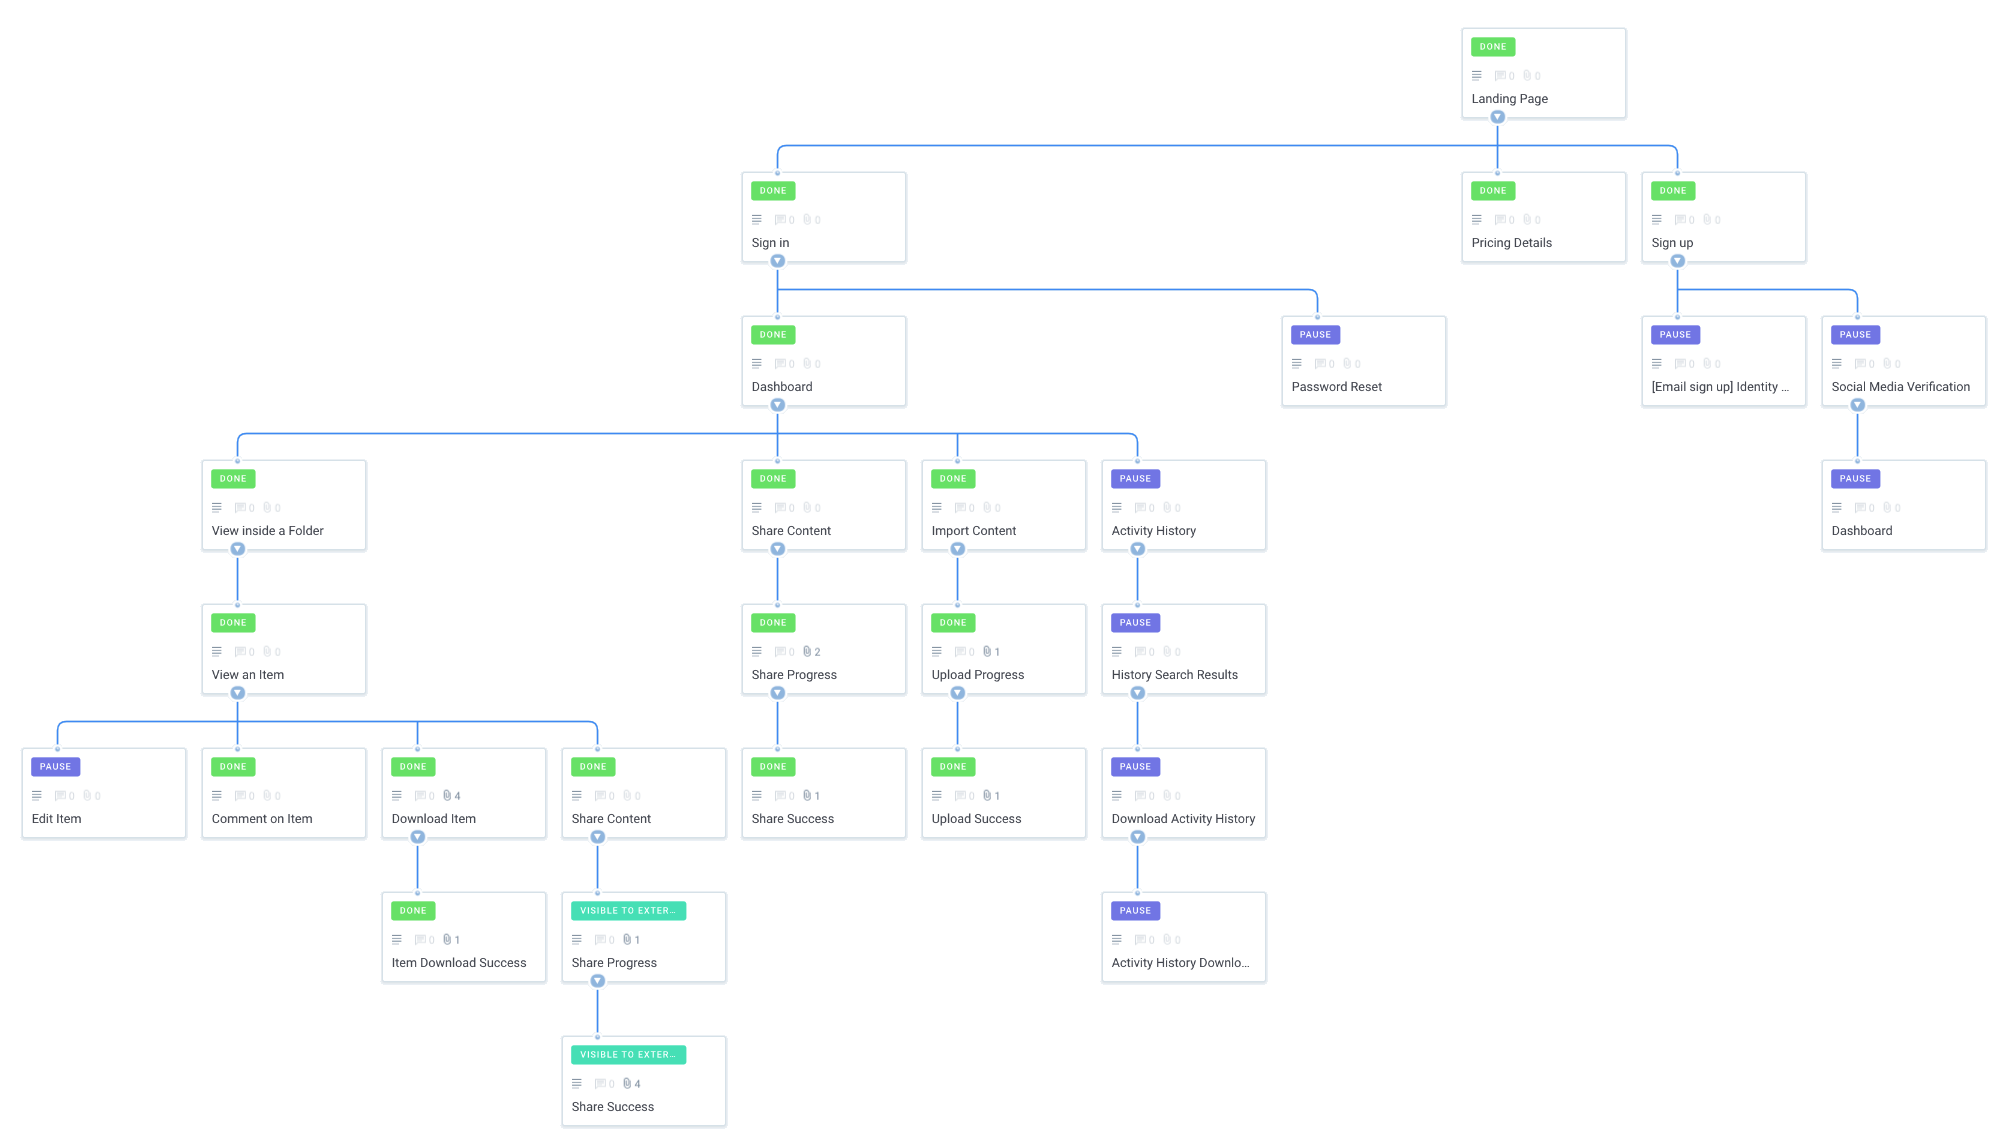 DONE
0 0
Landing Page
DONE
0 0
Sign in
DONE
0 0
Pricing Details
DONE
0 0
Sign up
DONE
0 0
Dashboard
PAUSE
0 0
Password Reset
PAUSE
0 0
[Email sign up] Identity ...
PAUSE
0 0
Social Media Verification
DONE
0 0
View inside a Folder
DONE
0 0
Share Content
DONE
0 0
Import Content
PAUSE
0 0
Activity History
PAUSE
0 0
Dashboard
DONE
0 0
View an Item
DONE
0 2
Share Progress
DONE
0 1
Upload Progress
PAUSE
0 0
History Search Results
PAUSE
0 0
Edit Item
DONE
0 0
Comment on Item
DONE
0 4
Download Item
DONE
0 0
Share Content
DONE
0 1
Share Success
DONE
0 1
Upload Success
PAUSE
0 0
Download Activity History
DONE
0 1
Item Download Success
VISIBLE TO EXTER...
0 1
Share Progress
PAUSE
0 0
Activity History Downlo...
VISIBLE TO EXTER...
0 4
Share Success